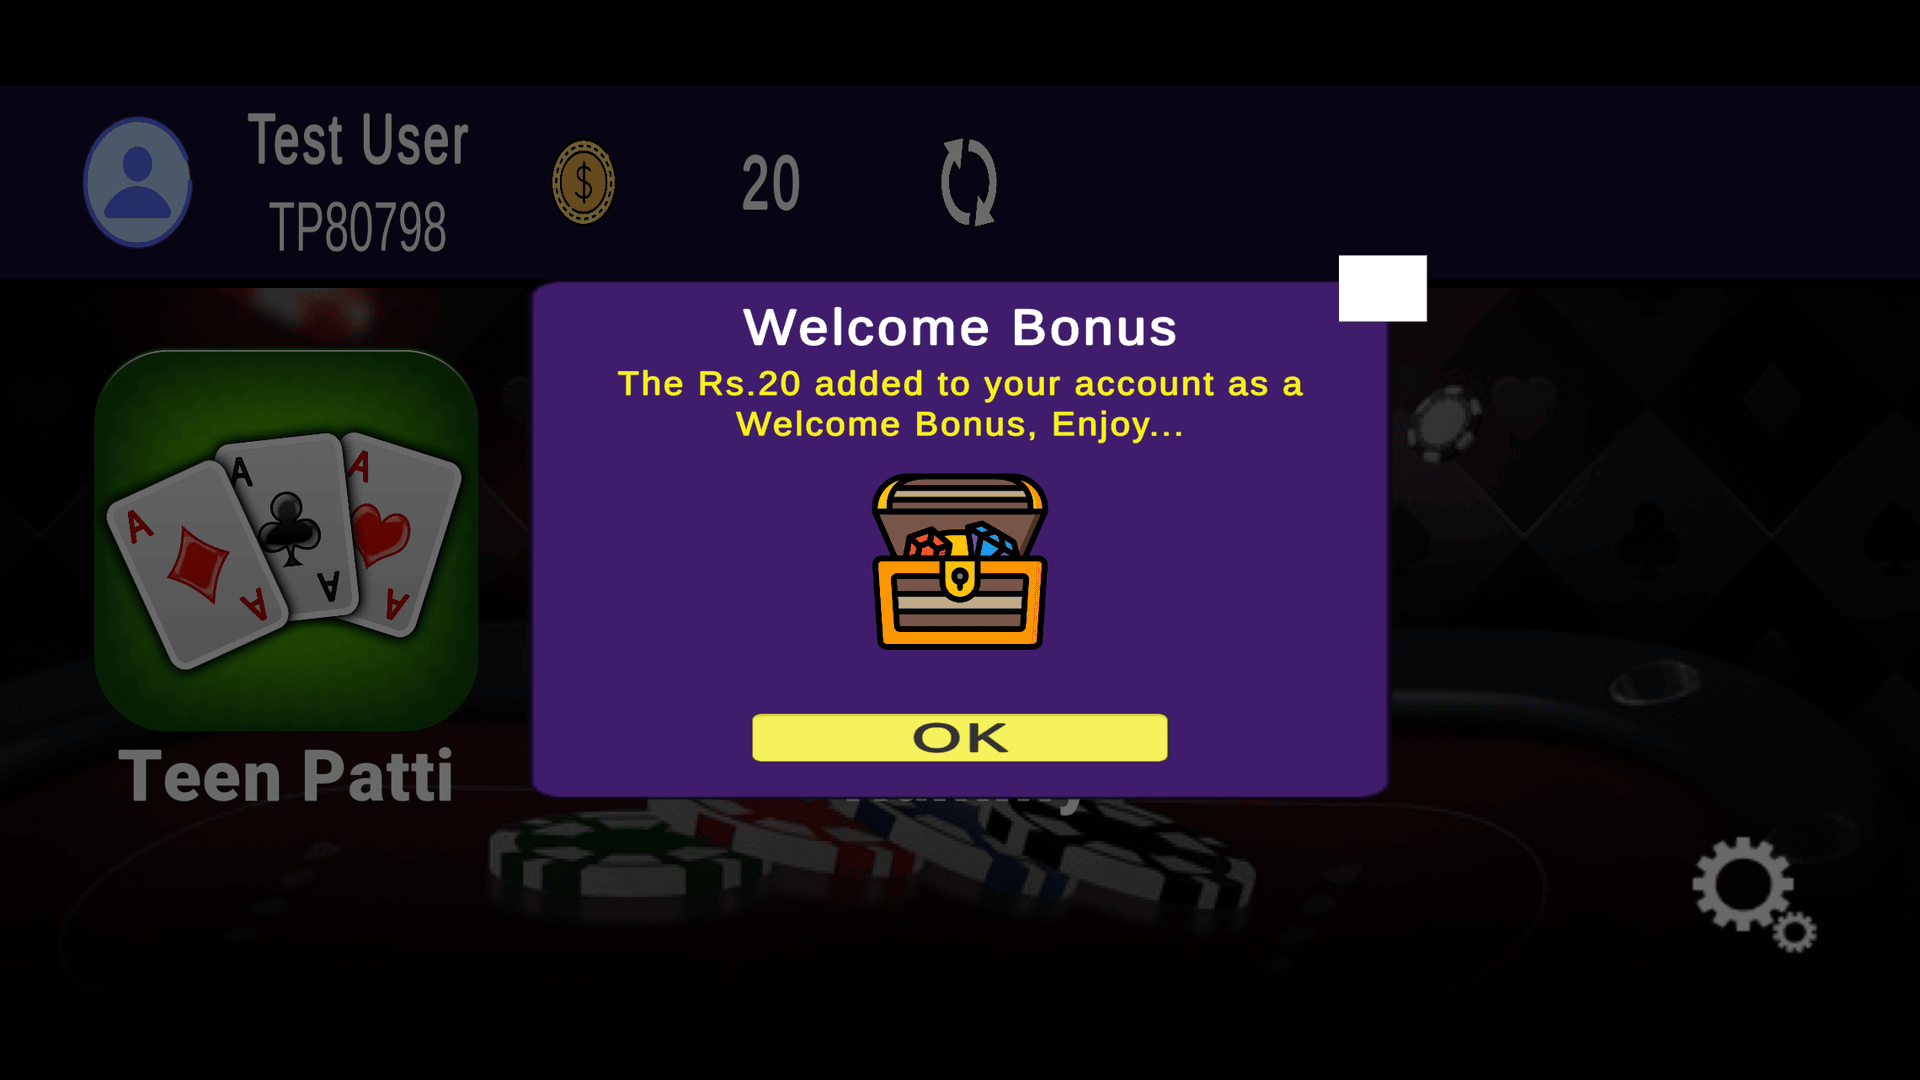 Test User
TP80798
20
Welcome Bonus
The Rs.20 added to your account as a
Welcome Bonus, Enjoy...
A
A
A
A
A
A
OK
Teen Patti